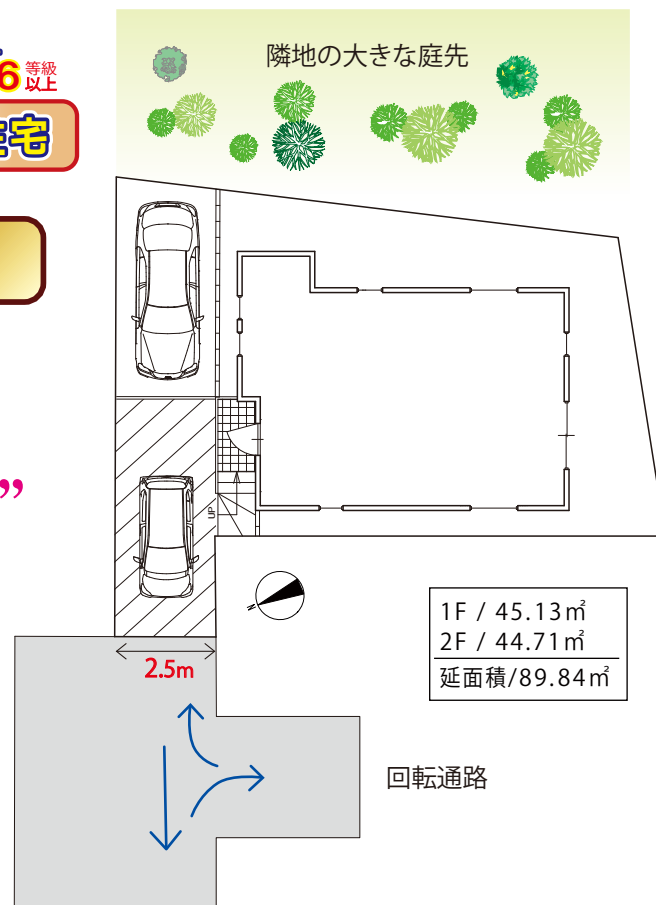 6等級以上
宅
”
隣地の大きな庭先
UP
N
2.5m
1F / 45.13㎡
2F / 44.71㎡
延面積/89.84㎡
回転通路